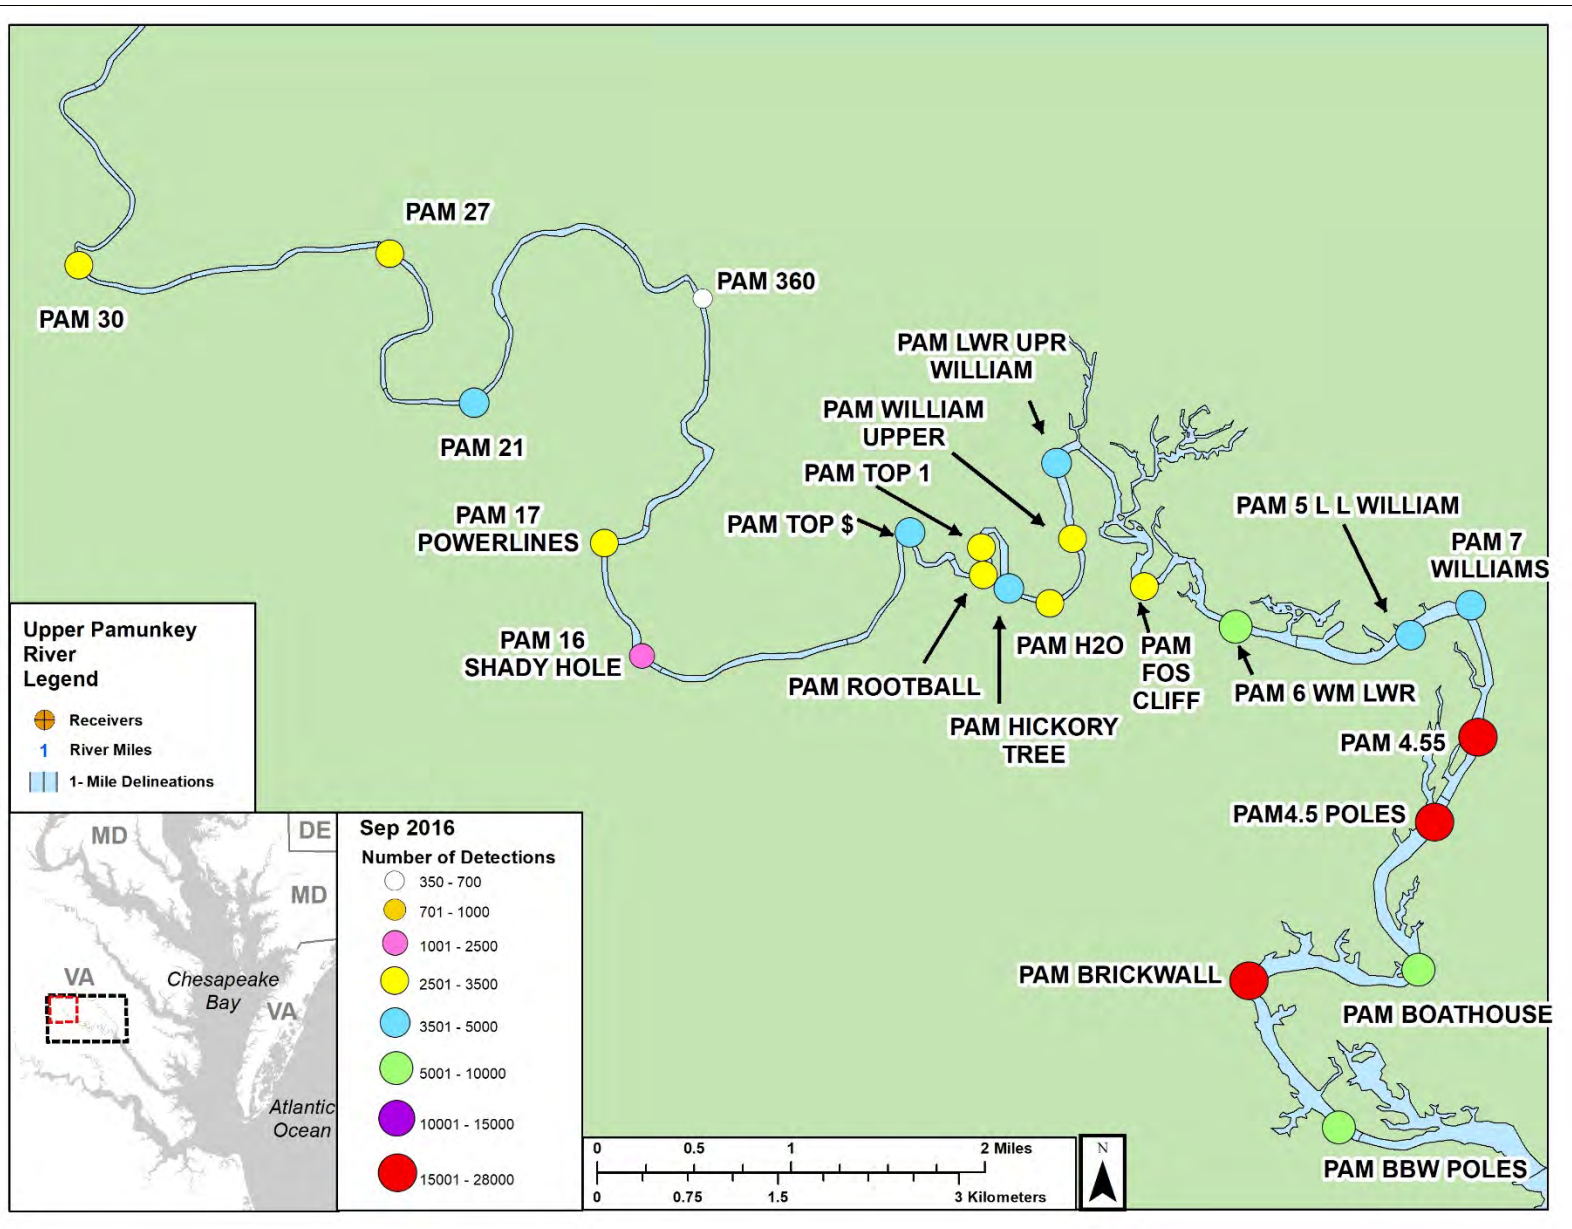 PAM 27
PAM 30
PAM 360
PAM 21
PAM LWR UPR
WILLIAM
PAM WILLIAM
UPPER
PAM TOP 1
PAM TOP $
PAM 17
POWERLINES
PAM 5 L L WILLIAM
PAM 7
WILLIAMS
PAM 16
SHADY HOLE
PAM ROOTBALL
PAM HICKORY
TREE
PAM H2O
PAM
FOS
CLIFF
PAM 6 WM LWR
PAM 4.55
PAM4.5 POLES
PAM BRICKWALL
PAM BOATHOUSE
PAM BBW POLES
Upper Pamunkey
River
Legend
Receivers
1 River Miles
1- Mile Delineations
MD
DE
MD
VA
Chesapeake
Bay
VA
Atlantic
Ocean
Sep 2016
Number of Detections
350 - 700
701 - 1000
1001 - 2500
2501 - 3500
3501 - 5000
5001 - 10000
10001 - 15000
15001 - 28000
0 0.5 1 2 Miles
0 0.75 1.5 3 Kilometers
N